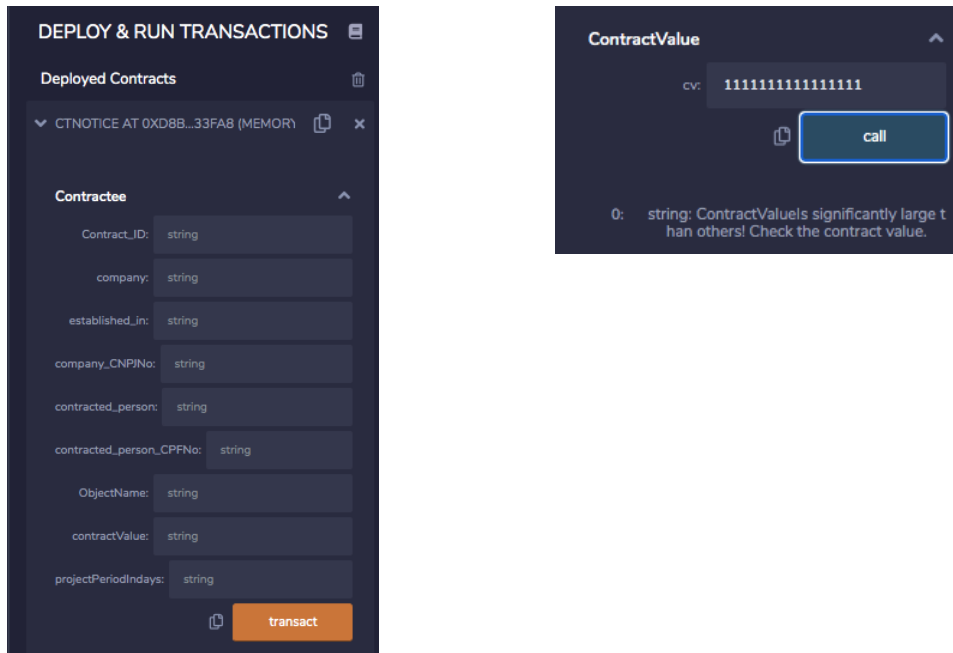 DEPLOY & RUN TRANSACTIONS
Deployed Contracts
CTNOTICE AT 0XD8B...33FA8 (MEMORY
Contractee
Contract_ID: string
company: string
established_in: string
company_CNPJNo: string
contracted_person: string
contracted_person_CPFNo: string
ObjectName: string
contractValue: string
projectPeriodIndays: string
transact
ContractValue
cv: 1111111111111111
call
0: string: ContractValueIs significantly large t
han others! Check the contract value.